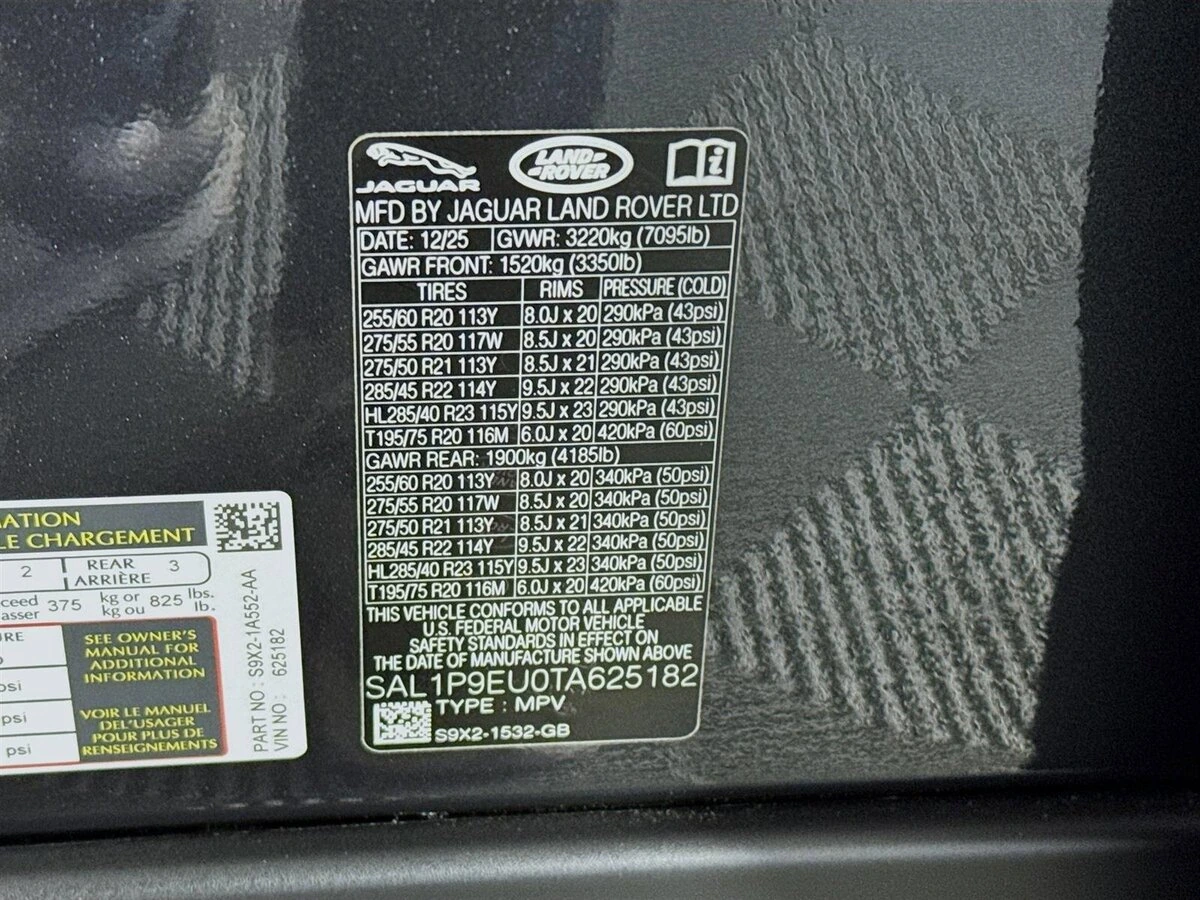 JAGUAR
LAND-
-ROVER
i
MFD BY JAGUAR LAND ROVER LTD
DATE: 12/25 GVWR: 3220kg (7095lb)
GAWR FRONT: 1520kg (3350lb)
TIRES RIMS PRESSURE (COLD)
255/60 R20 113Y 8.0J x 20 290kPa (43psi)
275/55 R20 117W 8.5J x 20 290kPa (43psi)
275/50 R21 113Y 8.5J x 21 290kPa (43psi)
285/45 R22 114Y 9.5J x 22 290kPa (43psi)
HL285/40 R23 115Y 9.5J x 23 290kPa (43psi)
T195/75 R20 116M 6.0J x 20 420kPa (60psi)
GAWR REAR: 1900kg (4185lb)
255/60 R20 113Y 8.0J x 20 340kPa (50psi)
275/55 R20 117W 8.5J x 20 340kPa (50psi)
275/50 R21 113Y 8.5J x 21 340kPa (50psi)
285/45 R22 114Y 9.5J x 22 340kPa (50psi)
HL285/40 R23 115Y 9.5J x 23 340kPa (50psi)
T195/75 R20 116M 6.0J x 20 420kPa (60psi)
THIS VEHICLE CONFORMS TO ALL APPLICABLE
U.S. FEDERAL MOTOR VEHICLE
SAFETY STANDARDS IN EFFECT ON
THE DATE OF MANUFACTURE SHOWN ABOVE
SAL1P9EU0TA625182
TYPE : MPV
S9X2-1532-GB
ATION
LE CHARGEMENT
2 REAR 3
ARRIÈRE
ceed 375 kg or 825 lbs.
asser kg ou lb.
RE
psi
psi
psi
SEE OWNER'S
MANUAL FOR
ADDITIONAL
INFORMATION
VOIR LE MANUEL
DEL'USAGER
POUR PLUS DE
RENSEIGNEMENTS
PART NO : S9X2-1A552-AA
VIN NO : 625182